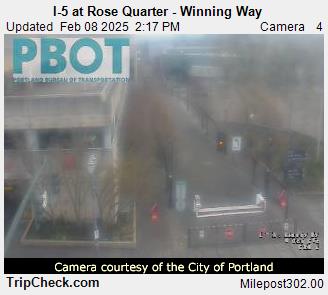 I-5 at Rose Quarter - Winning Way
Updated Feb 08 2025 2:17 PM Camera 4
PBOT
PORTLAND BUREAU OF TRANSPORTATION
Camera courtesy of the City of Portland
TripCheck.com Milepost302.00